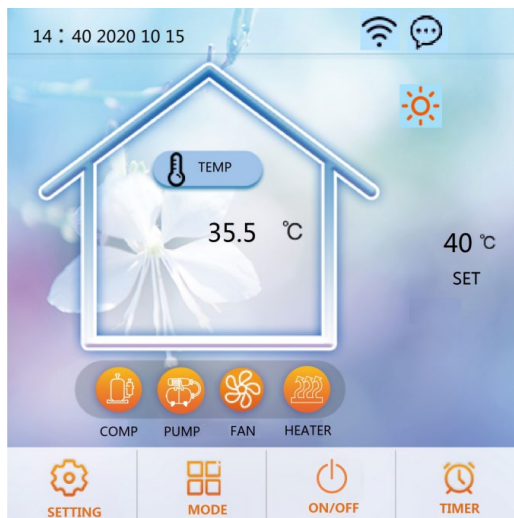 14：40 2020 10 15
TEMP
35.5 ℃
40 ℃
SET
COMP PUMP FAN HEATER
SETTING MODE ON/OFF TIMER